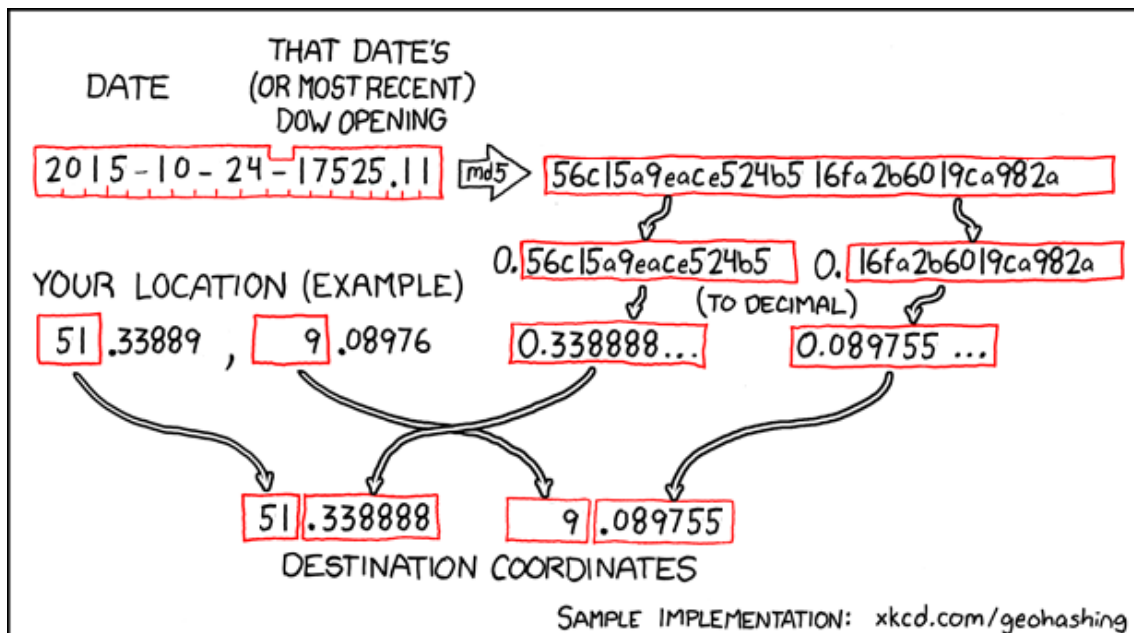 DATE
THAT DATE'S
(OR MOST RECENT)
DOW OPENING
2015-10-24-17525.11
md5
56c15a9eace524b5 16fa2b6019ca982a
0.56c15a9eace524b5
0.16fa2b6019ca982a
YOUR LOCATION (EXAMPLE)
(TO DECIMAL)
51.33889, 9.08976
0.338888...
0.089755...
51.338888
9.089755
DESTINATION COORDINATES
SAMPLE IMPLEMENTATION: xkcd.com/geohashing